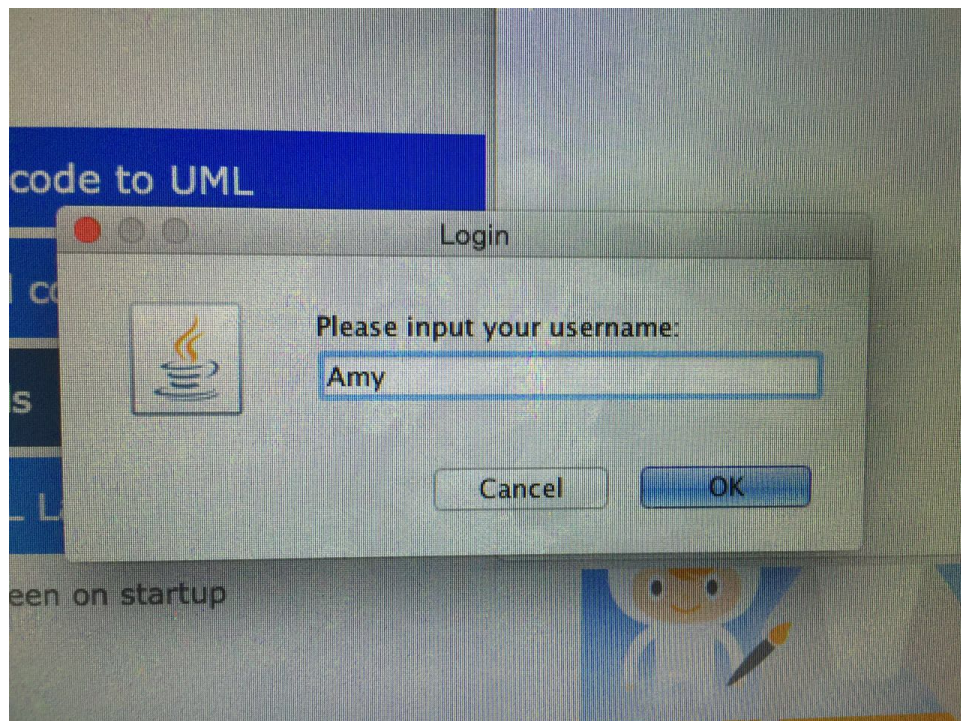 code to UML
Login
Please input your username:
Amy
s
L
Cancel
OK
een on startup